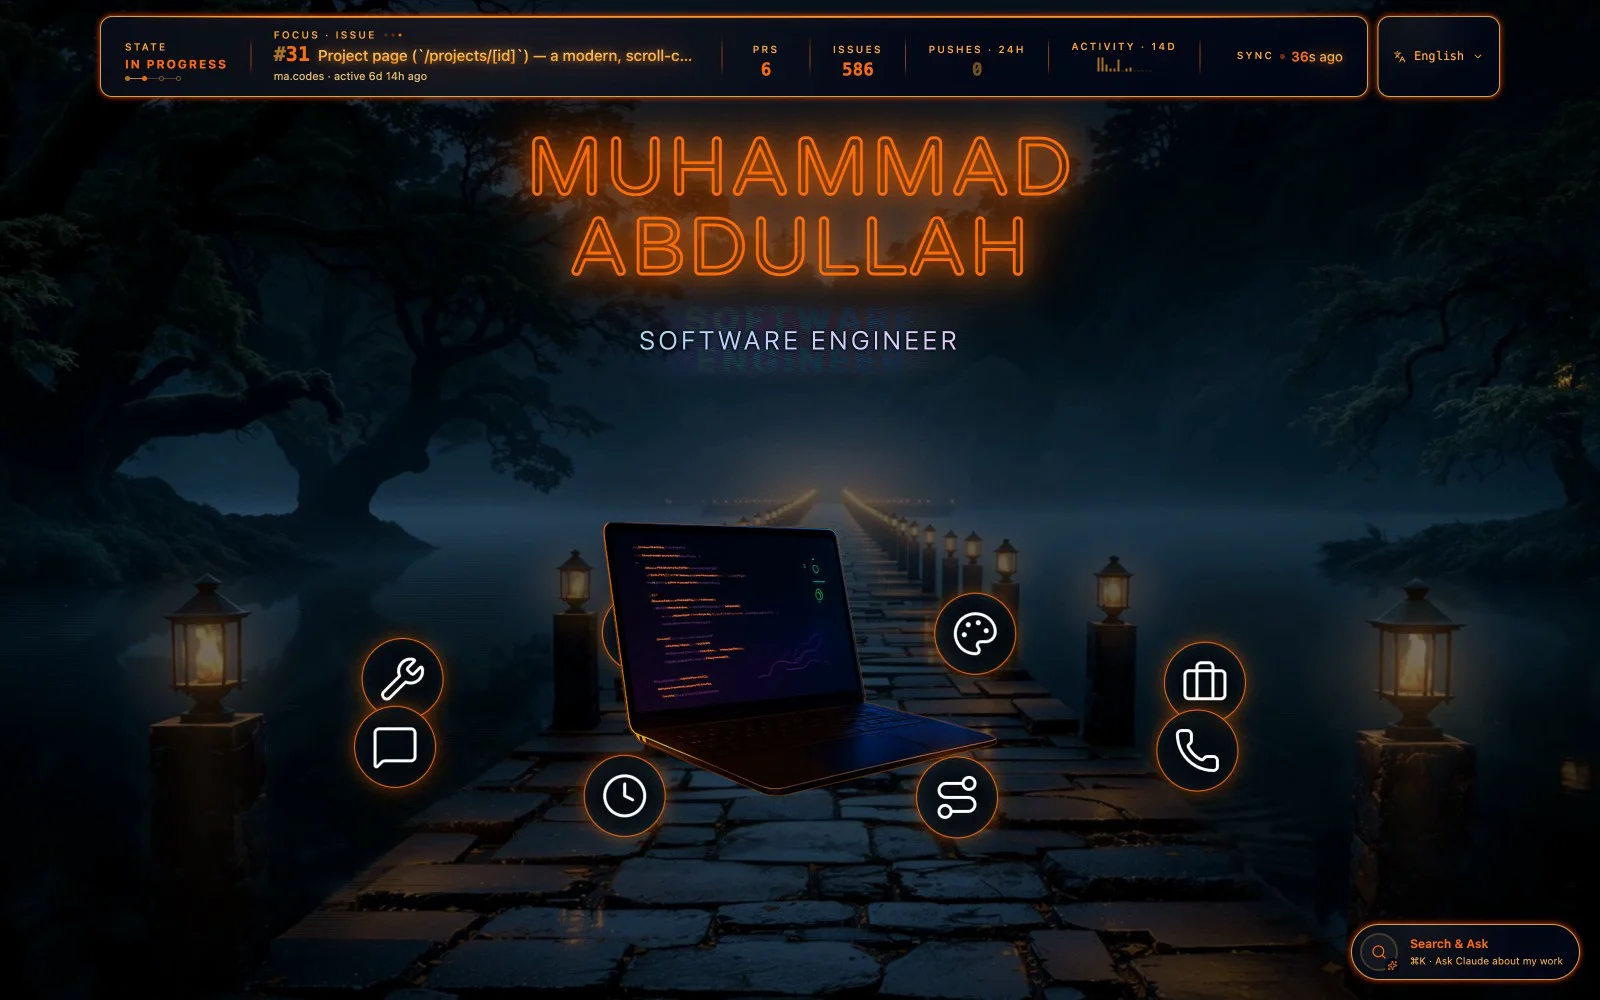 STATE
IN PROGRESS
FOCUS · ISSUE
#31 Project page (`/projects/[id]`) — a modern, scroll-c...
ma.codes · active 6d 14h ago
PRS
6
ISSUES
586
PUSHES · 24H
0
ACTIVITY · 14D
SYNC 36s ago
English
MUHAMMAD
ABDULLAH
SOFTWARE ENGINEER
Search & Ask
⌘K · Ask Claude about my work